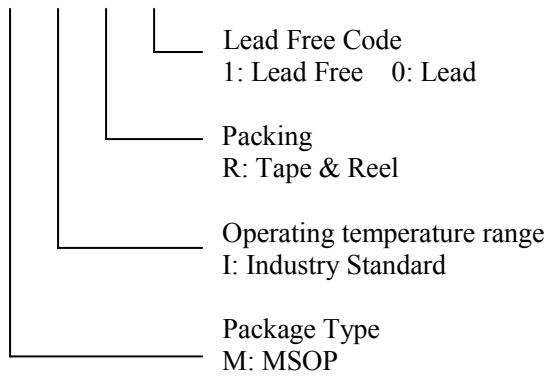 Lead Free Code
1: Lead Free 0: Lead
Packing
R: Tape & Reel
Operating temperature range
I: Industry Standard
Package Type
M: MSOP